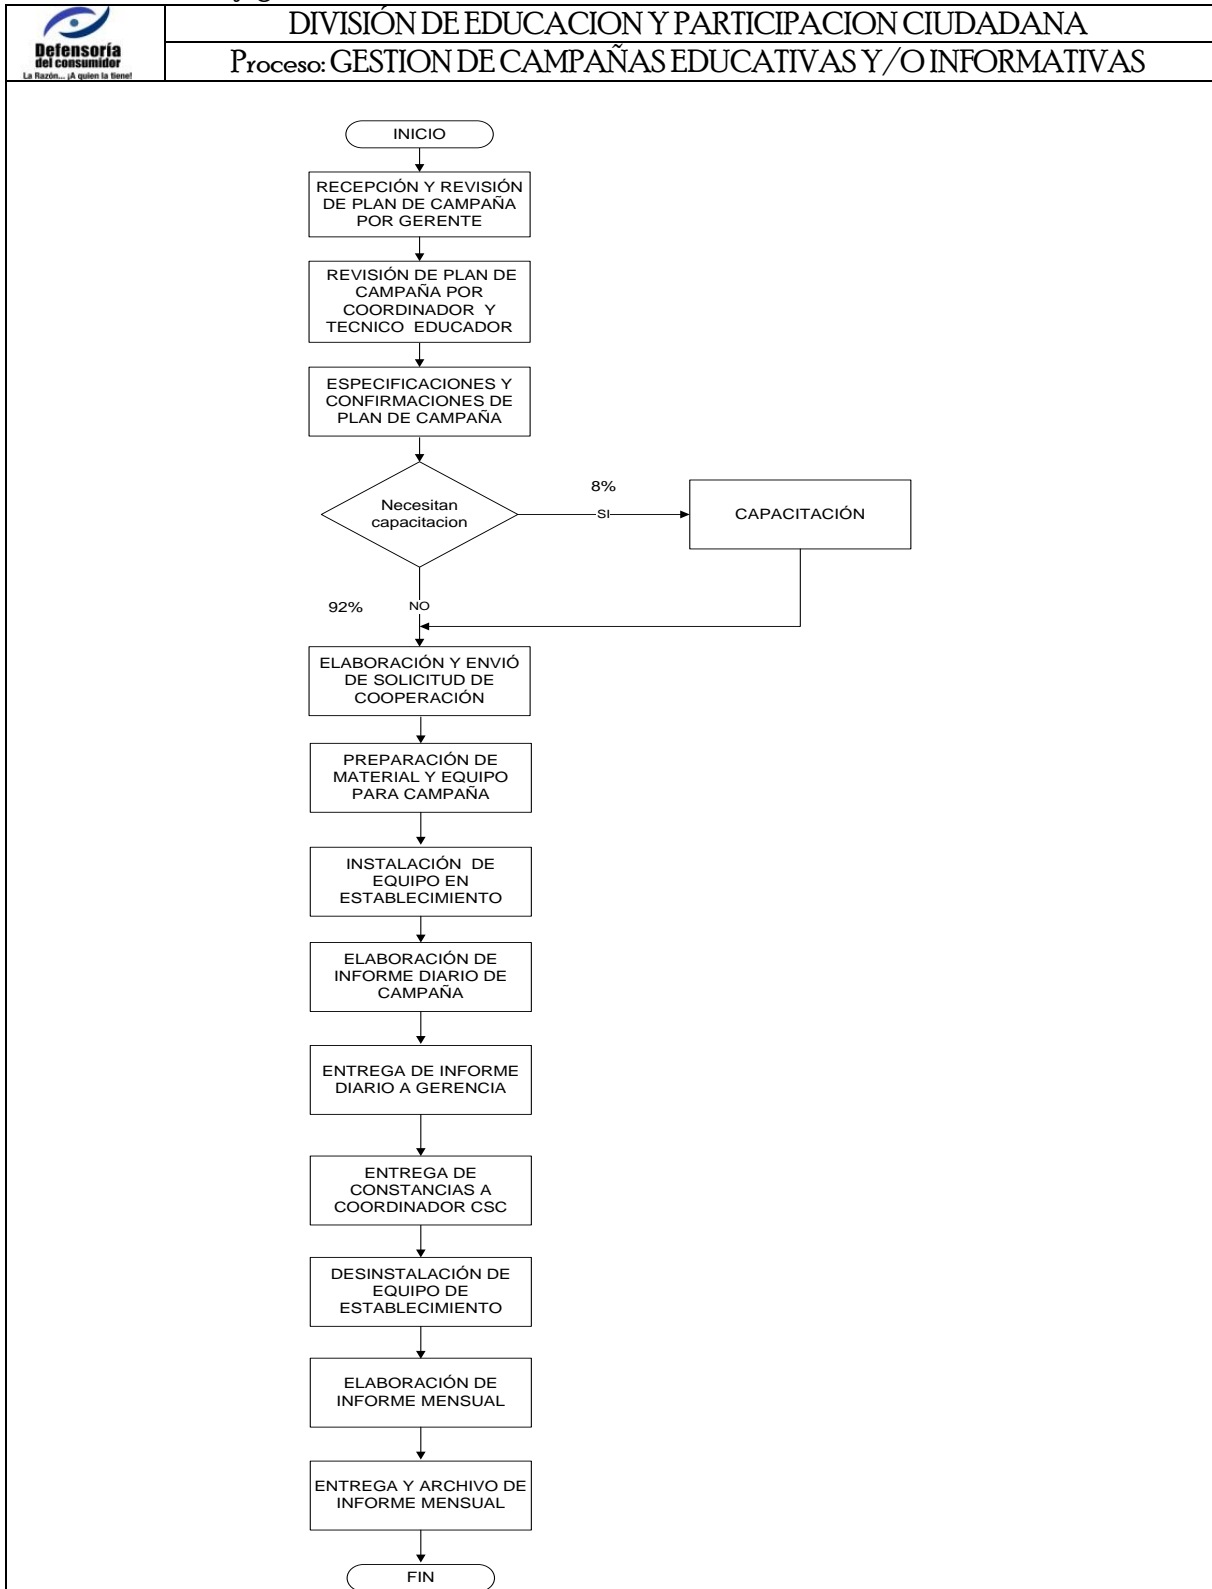 Defensoría
del consumidor
La Razón... ¡A quien la tiene!
DIVISIÓN DE EDUCACION Y PARTICIPACION CIUDADANA
Proceso: GESTION DE CAMPAÑAS EDUCATIVAS Y/O INFORMATIVAS
INICIO
RECEPCIÓN Y REVISIÓN
DE PLAN DE CAMPAÑA
POR GERENTE
REVISIÓN DE PLAN DE
CAMPAÑA POR
COORDINADOR Y
TECNICO EDUCADOR
ESPECIFICACIONES Y
CONFIRMACIONES DE
PLAN DE CAMPAÑA
Necesitan
capacitacion
8%
SI
CAPACITACIÓN
92%
NO
ELABORACIÓN Y ENVIÓ
DE SOLICITUD DE
COOPERACIÓN
PREPARACIÓN DE
MATERIAL Y EQUIPO
PARA CAMPAÑA
INSTALACIÓN DE
EQUIPO EN
ESTABLECIMIENTO
ELABORACIÓN DE
INFORME DIARIO DE
CAMPAÑA
ENTREGA DE INFORME
DIARIO A GERENCIA
ENTREGA DE
CONSTANCIAS A
COORDINADOR CSC
DESINSTALACIÓN DE
EQUIPO DE
ESTABLECIMIENTO
ELABORACIÓN DE
INFORME MENSUAL
ENTREGA Y ARCHIVO DE
INFORME MENSUAL
FIN